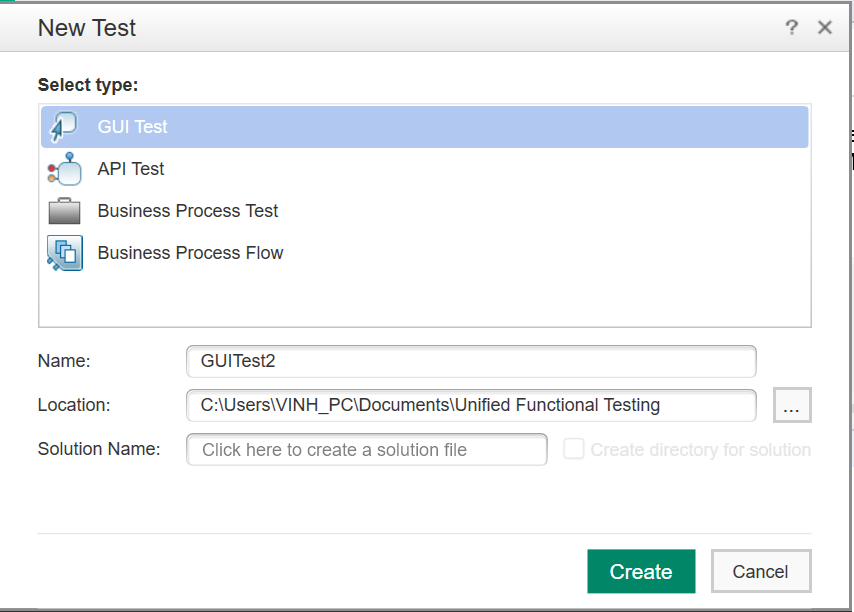 New Test
?
Select type:
GUI Test
API Test
Business Process Test
Business Process Flow
Name: GUITest2
Location: C:\Users\VINH_PC\Documents\Unified Functional Testing ...
Solution Name: Click here to create a solution file Create directory for solution
Create Cancel